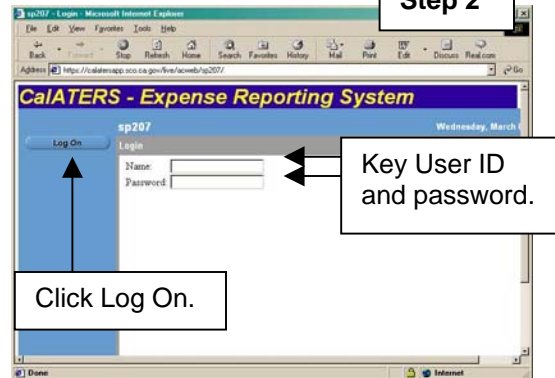 Step 2
sp207 - Login - Microsoft Internet Explorer
File Edit View Favorites Tools Help
Back Forward Stop Refresh Home Search Favorites History Mail Print Edit Discuss Real.com
Address https://calatersapp.sco.ca.gov/live/acweb/sp207/ Go
CalATERS - Expense Reporting System
sp207 Wednesday, March
Log On Login
Name:
Password:
Key User ID
and password.
Click Log On.
Done Internet